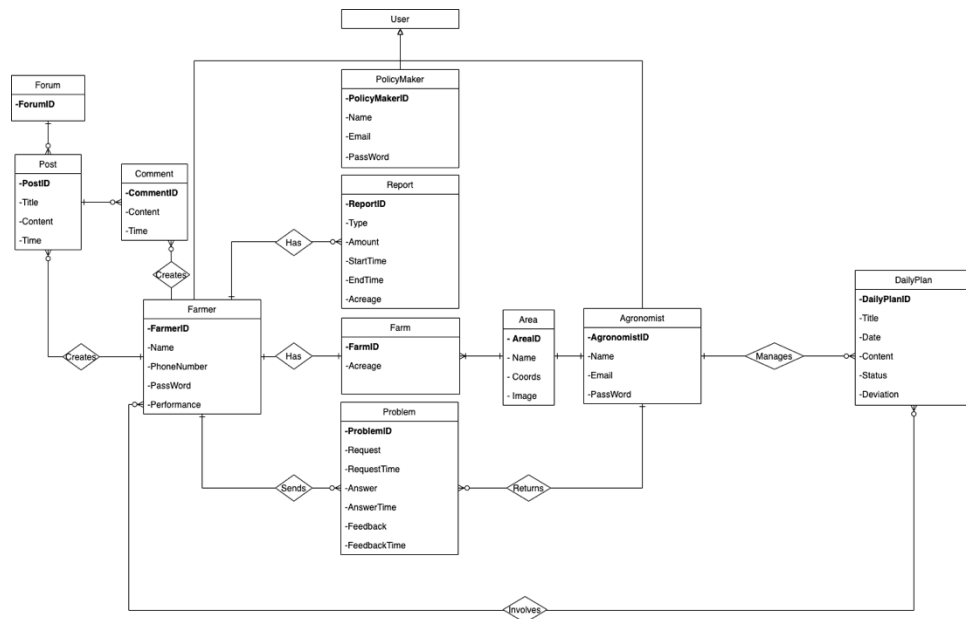 User
PolicyMaker
-PolicyMakerID
-Name
-Email
-PassWord
Forum
-ForumID
Post
-PostID
-Title
-Content
-Time
Comment
-CommentID
-Content
-Time
Report
-ReportID
-Type
-Amount
-StartTime
-EndTime
-Acreage
Has
Creates
Creates
Farmer
-FarmerID
-Name
-PhoneNumber
-PassWord
-Performance
Has
Farm
-FarmID
-Acreage
Area
- AreaID
- Name
- Coords
- Image
Agronomist
-AgronomistID
-Name
-Email
-PassWord
Manages
DailyPlan
-DailyPlanID
-Title
-Date
-Content
-Status
-Deviation
Problem
-ProblemID
-Request
-RequestTime
-Answer
-AnswerTime
-Feedback
-FeedbackTime
Sends
Returns
Involves